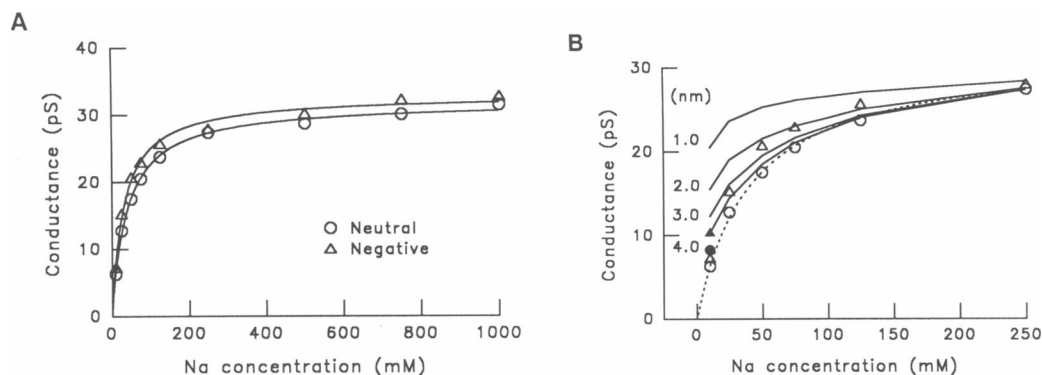 A
Conductance (pS)
40
30
20
10
0
○ Neutral
△ Negative
0 200 400 600 800 1000
Na concentration (mM)
B
Conductance (pS)
30
20
10
0
(nm)
1.0
2.0
3.0
4.0
0 50 100 150 200 250
Na concentration (mM)